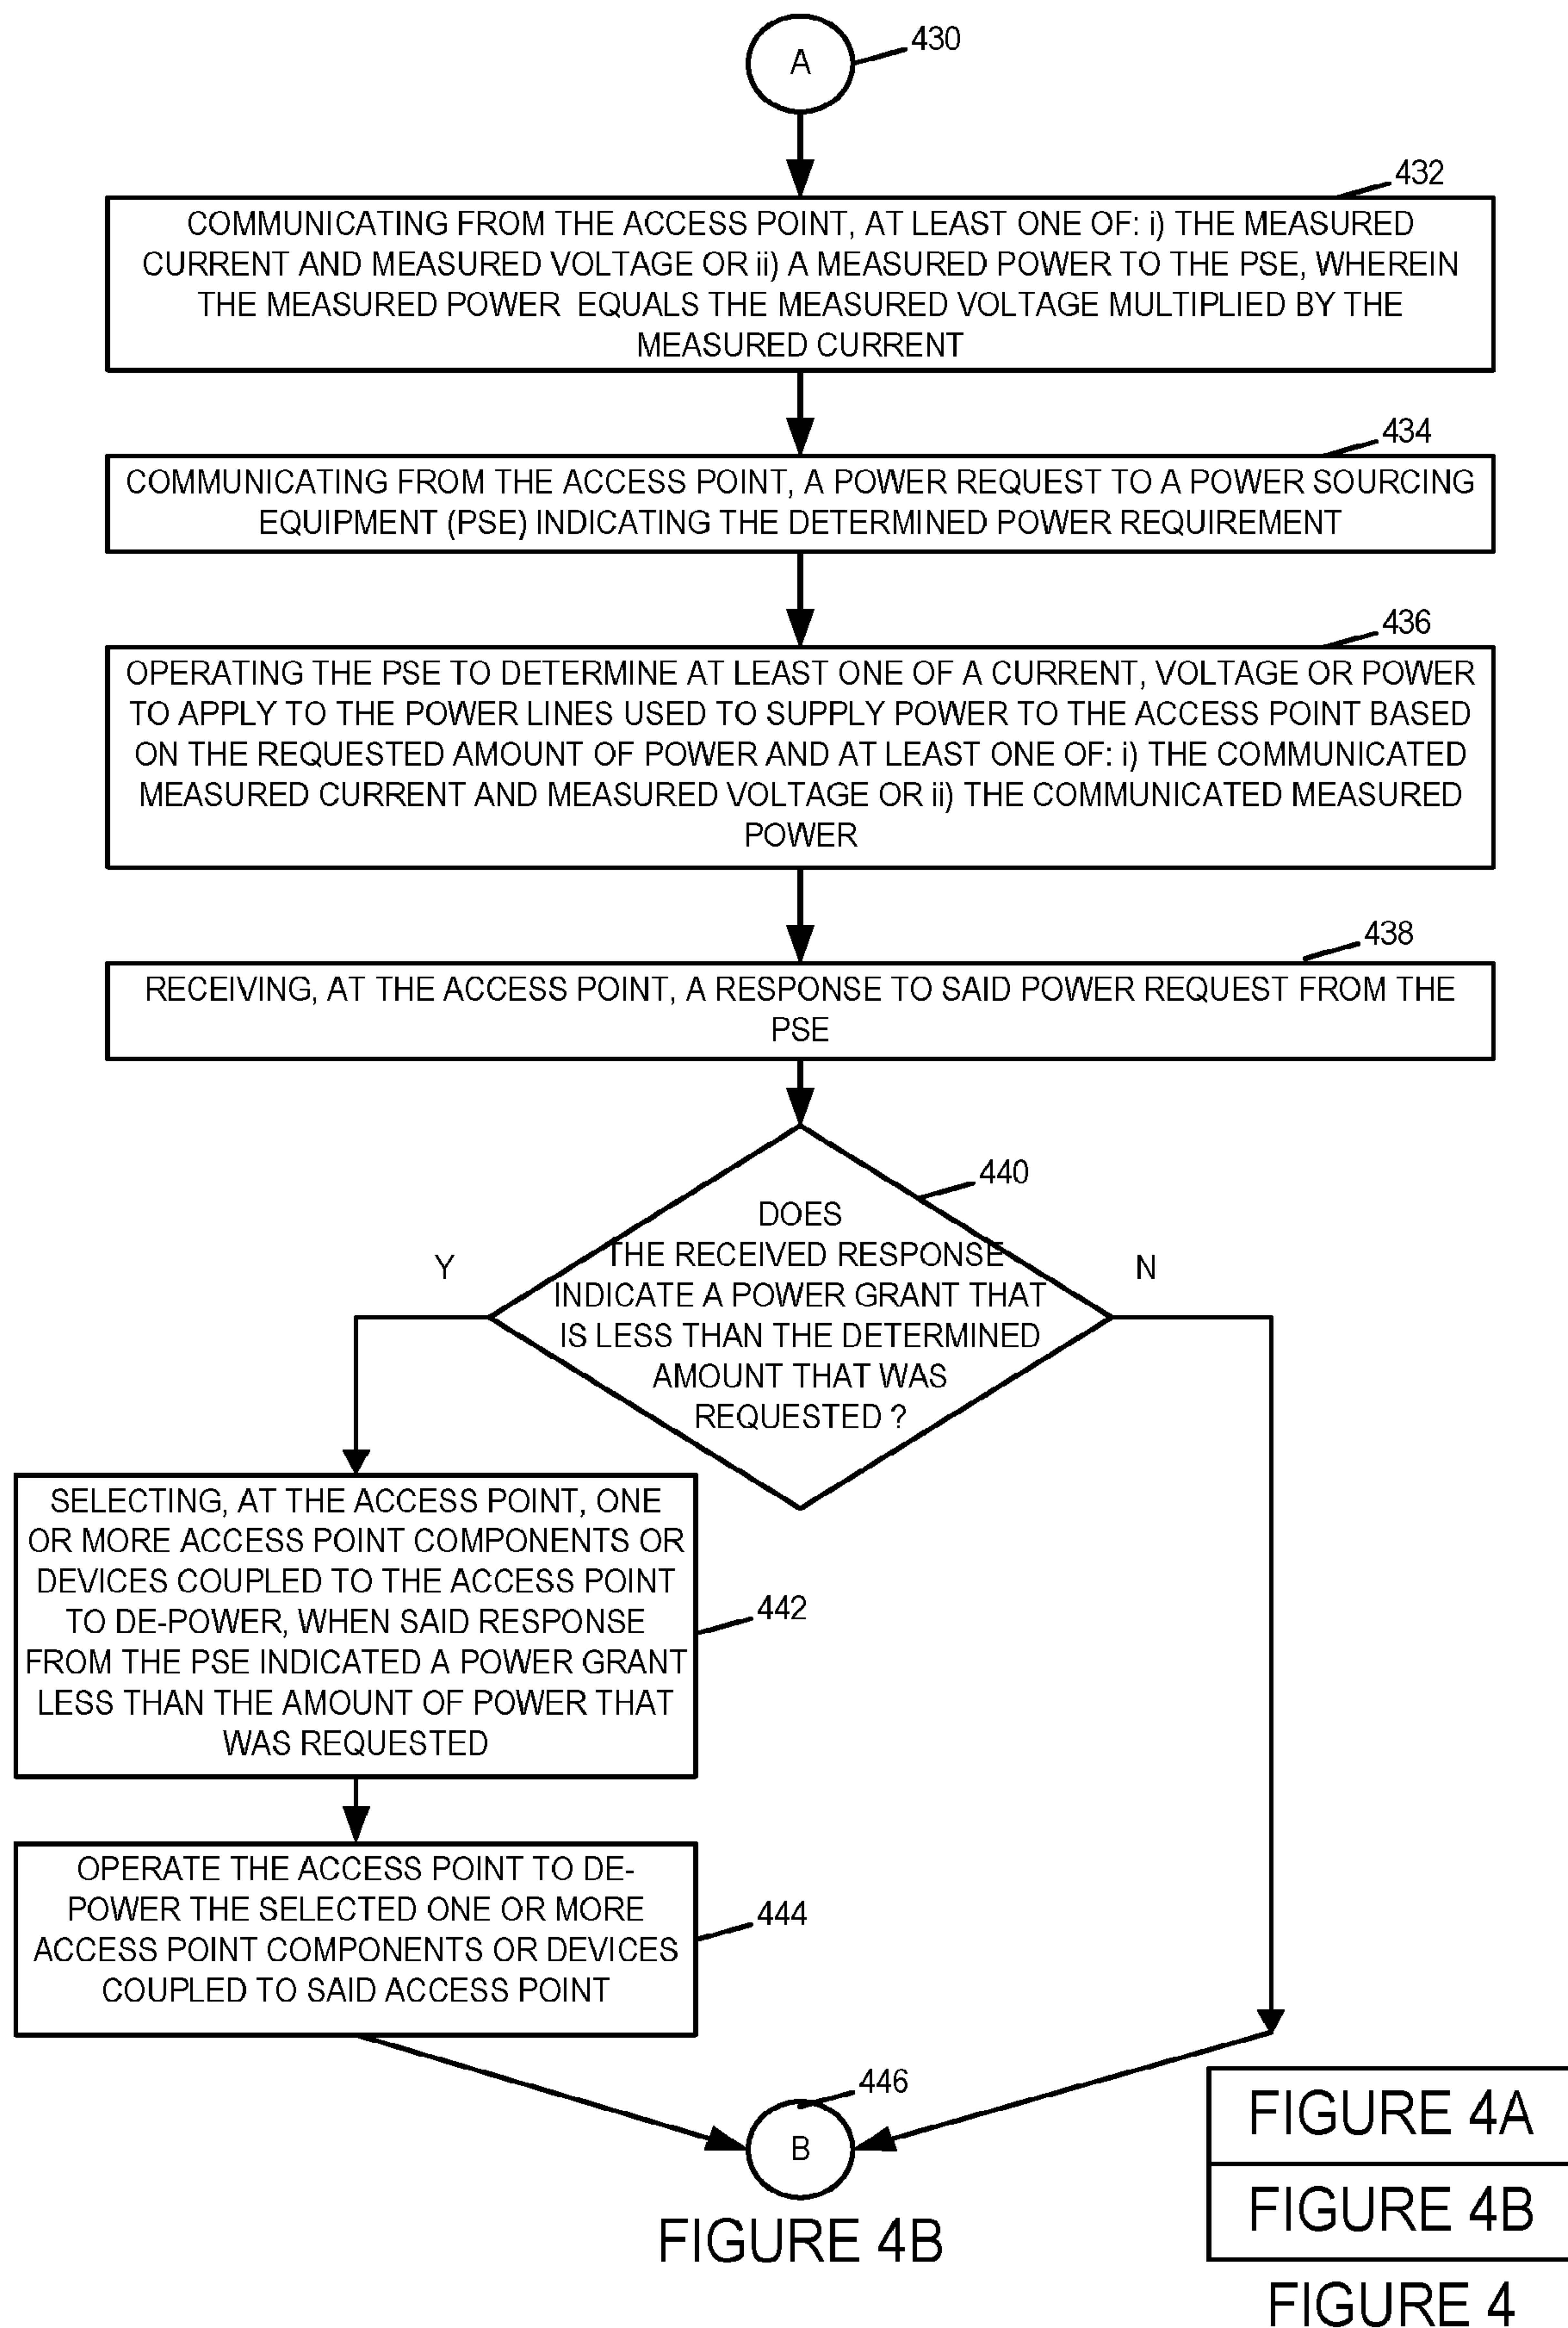 A
430
432
COMMUNICATING FROM THE ACCESS POINT, AT LEAST ONE OF: i) THE MEASURED
CURRENT AND MEASURED VOLTAGE OR ii) A MEASURED POWER TO THE PSE, WHEREIN
THE MEASURED POWER EQUALS THE MEASURED VOLTAGE MULTIPLIED BY THE
MEASURED CURRENT
434
COMMUNICATING FROM THE ACCESS POINT, A POWER REQUEST TO A POWER SOURCING
EQUIPMENT (PSE) INDICATING THE DETERMINED POWER REQUIREMENT
436
OPERATING THE PSE TO DETERMINE AT LEAST ONE OF A CURRENT, VOLTAGE OR POWER
TO APPLY TO THE POWER LINES USED TO SUPPLY POWER TO THE ACCESS POINT BASED
ON THE REQUESTED AMOUNT OF POWER AND AT LEAST ONE OF: i) THE COMMUNICATED
MEASURED CURRENT AND MEASURED VOLTAGE OR ii) THE COMMUNICATED MEASURED
POWER
438
RECEIVING, AT THE ACCESS POINT, A RESPONSE TO SAID POWER REQUEST FROM THE
PSE
440
DOES
THE RECEIVED RESPONSE
INDICATE A POWER GRANT THAT
IS LESS THAN THE DETERMINED
AMOUNT THAT WAS
REQUESTED ?
Y
N
SELECTING, AT THE ACCESS POINT, ONE
OR MORE ACCESS POINT COMPONENTS OR
DEVICES COUPLED TO THE ACCESS POINT
TO DE-POWER, WHEN SAID RESPONSE
FROM THE PSE INDICATED A POWER GRANT
LESS THAN THE AMOUNT OF POWER THAT
WAS REQUESTED
442
OPERATE THE ACCESS POINT TO DE-
POWER THE SELECTED ONE OR MORE
ACCESS POINT COMPONENTS OR DEVICES
COUPLED TO SAID ACCESS POINT
444
446
B
FIGURE 4B
FIGURE 4A
FIGURE 4B
FIGURE 4